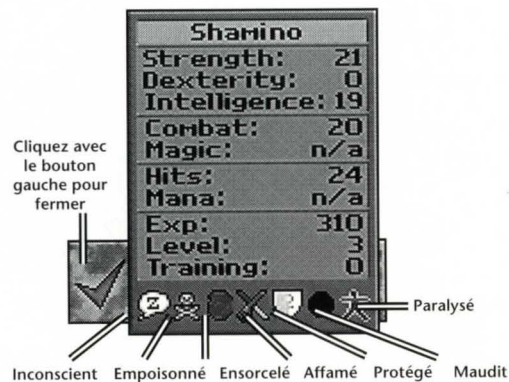 Shamino
Strength: 21
Dexterity: 0
Intelligence: 19
Combat: 20
Magic: n/a
Hits: 24
Mana: n/a
Exp: 310
Level: 3
Training: 0
Cliquez avec
le bouton
gauche pour
fermer
Paralysé
Inconscient Empoisonné Ensorcelé Affamé Protégé Maudit